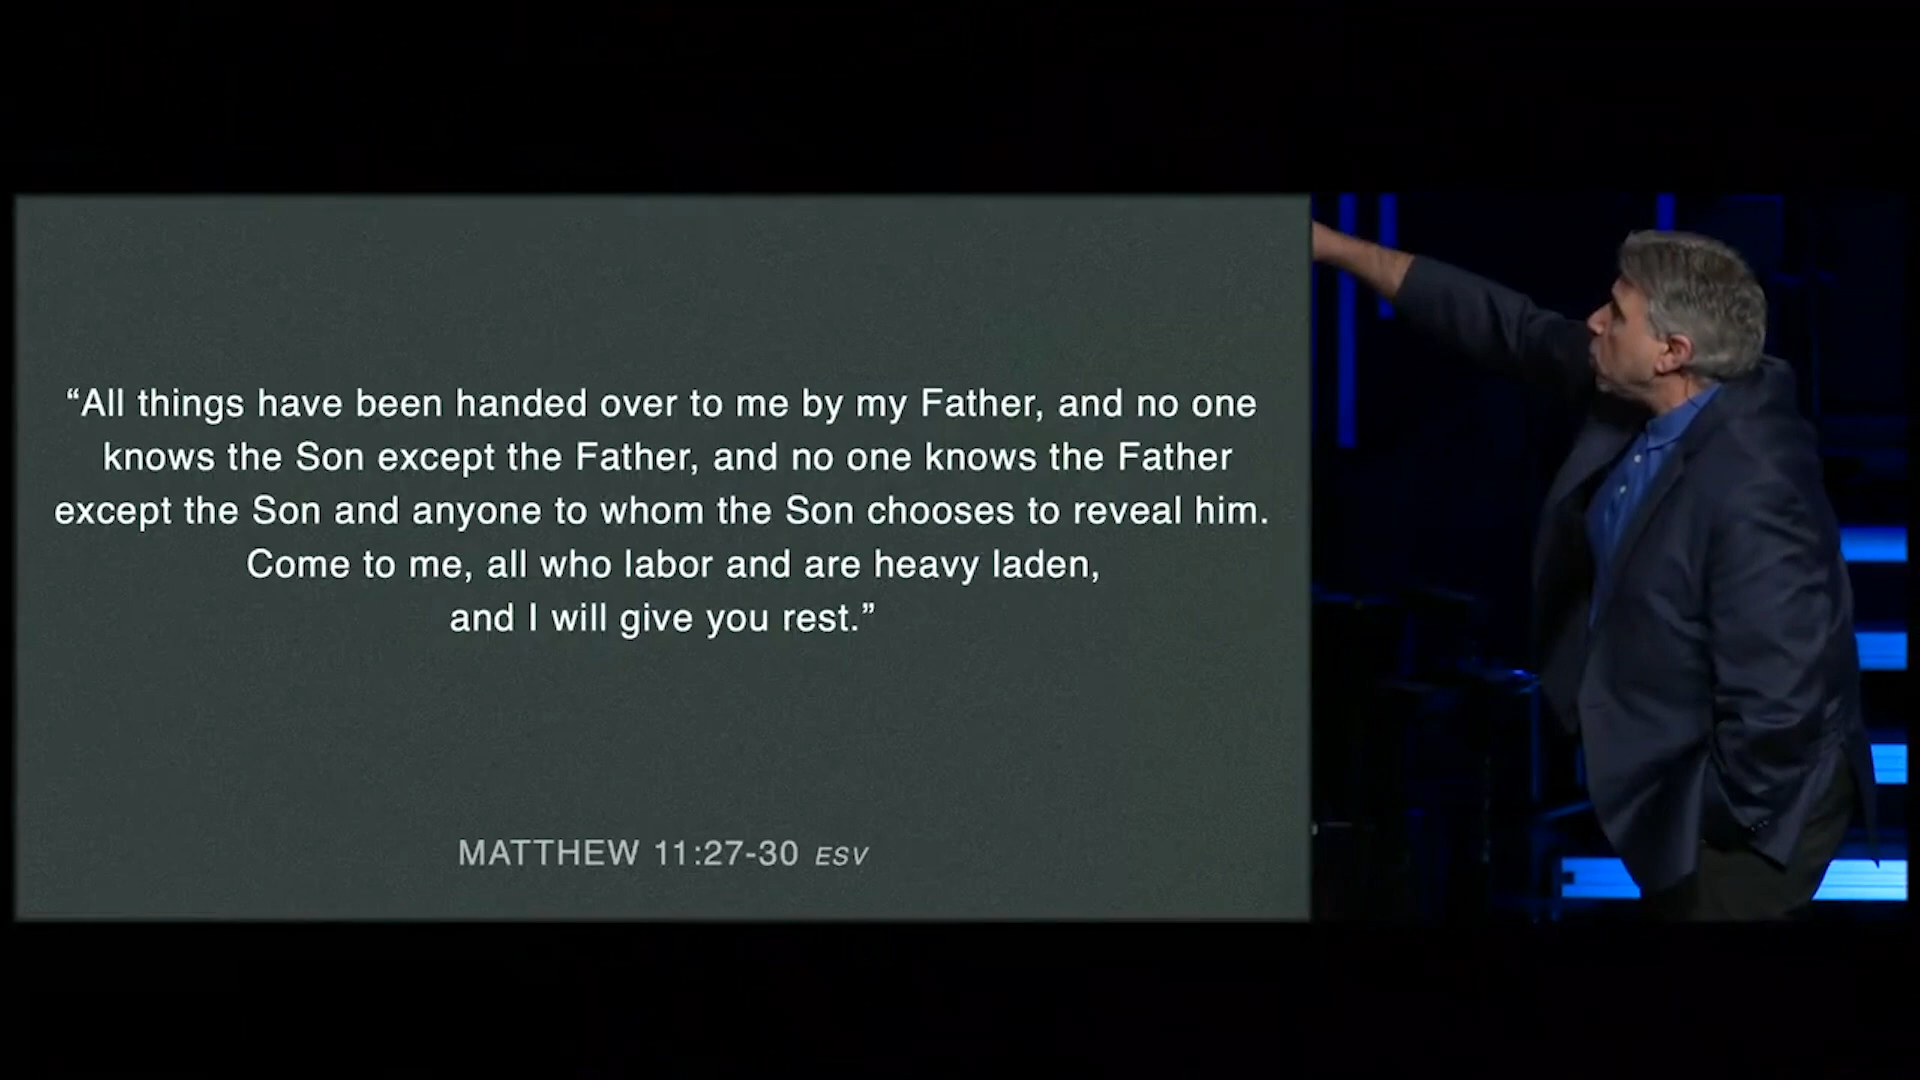 “All things have been handed over to me by my Father, and no one
knows the Son except the Father, and no one knows the Father
except the Son and anyone to whom the Son chooses to reveal him.
Come to me, all who labor and are heavy laden,
and I will give you rest.”
MATTHEW 11:27-30 ESV